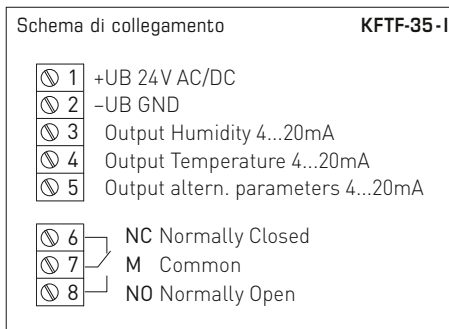 Schema di collegamento KFTF-35-I
1 +UB 24V AC/DC
2 –UB GND
3 Output Humidity 4...20mA
4 Output Temperature 4...20mA
5 Output altern. parameters 4...20mA
6 NC Normally Closed
7 M Common
8 NO Normally Open